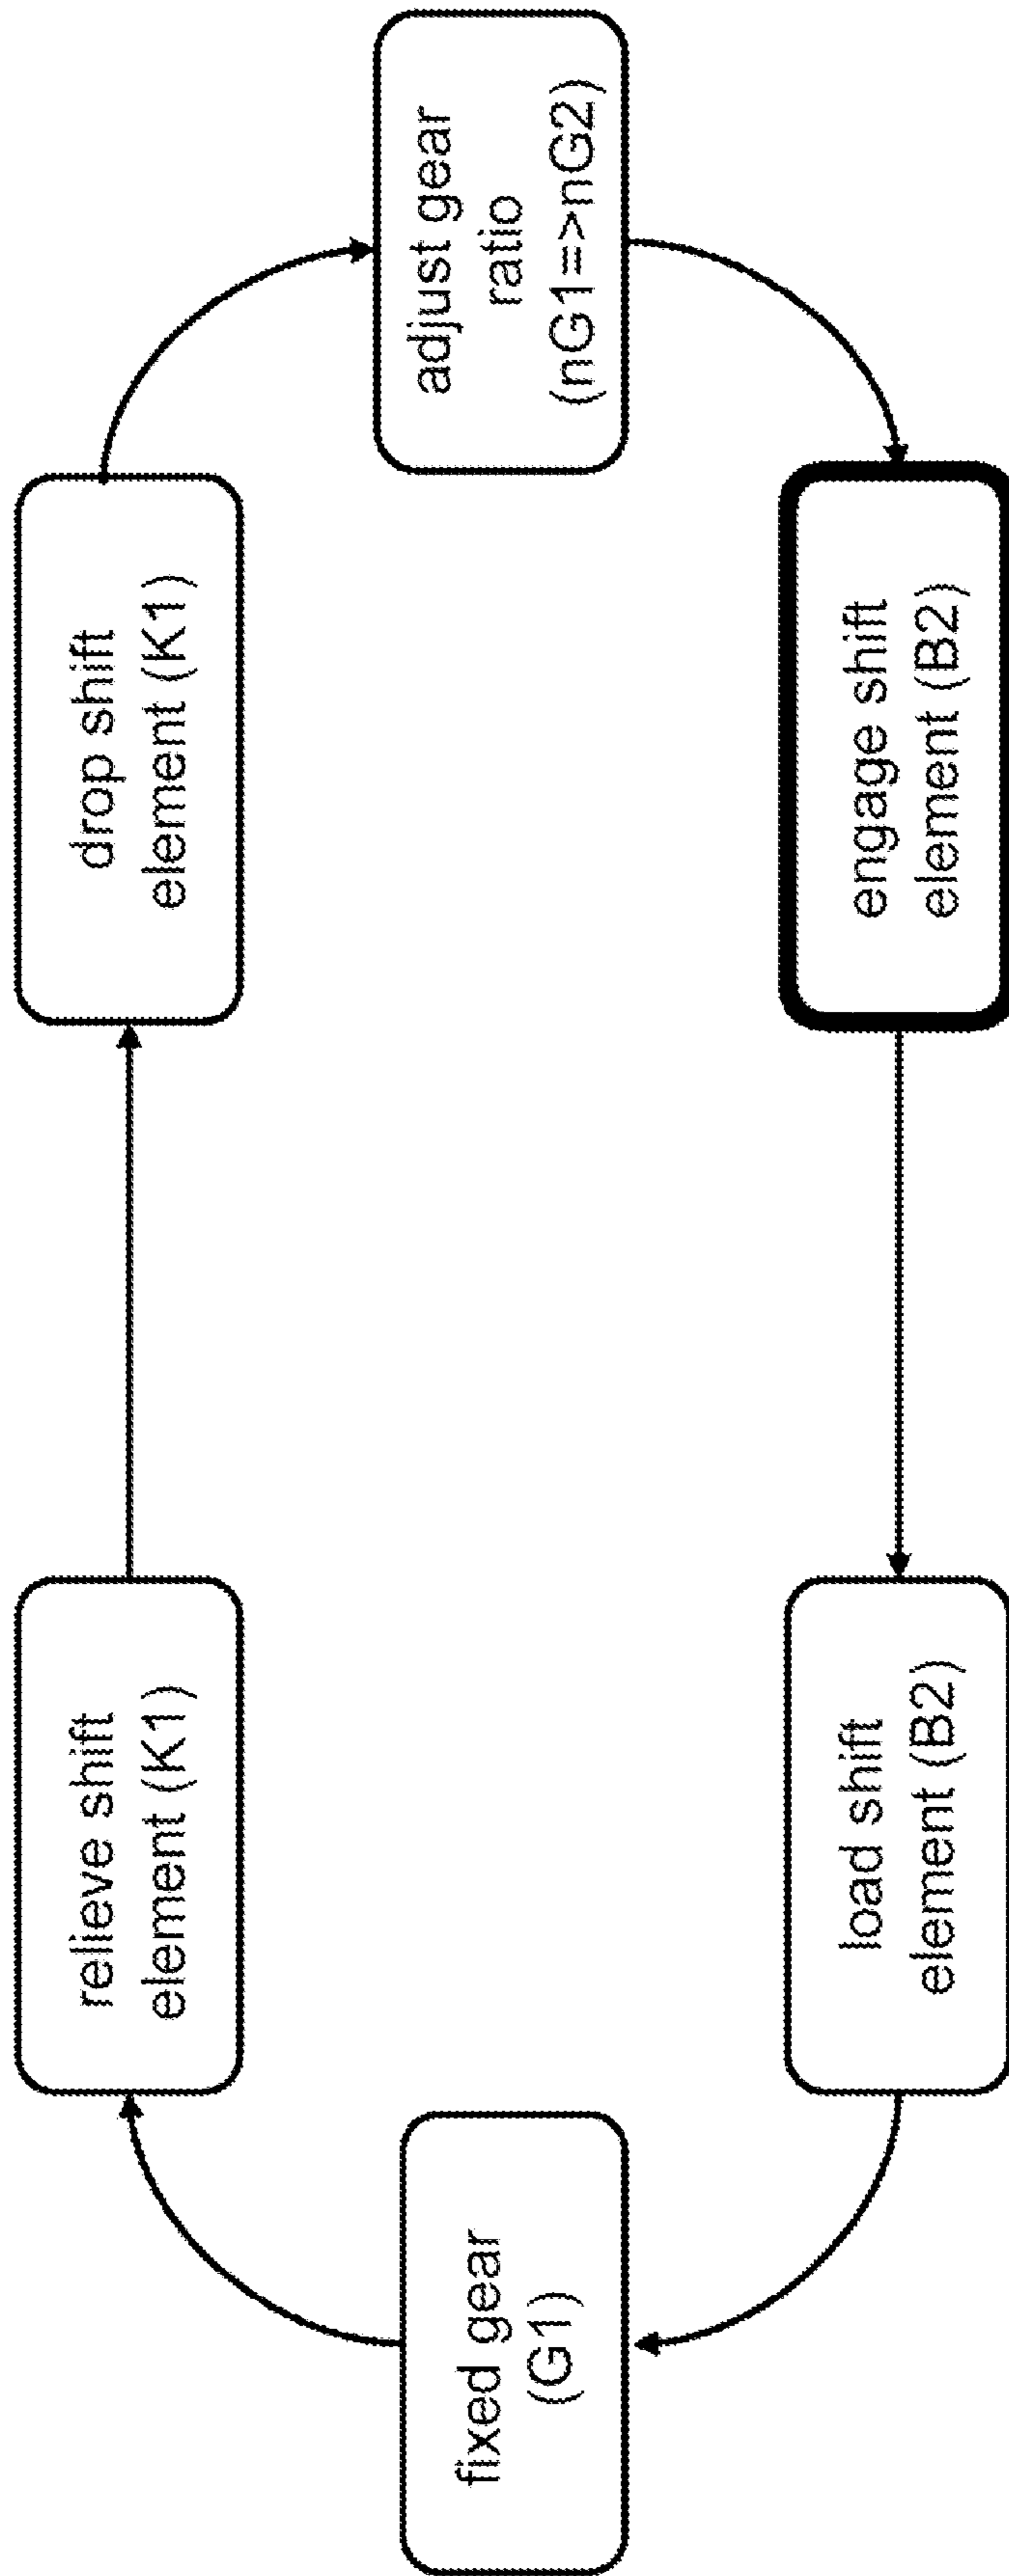 relieve shift
element (K1)
drop shift
element (K1)
fixed gear
(G1)
adjust gear
ratio
(nG1=>nG2)
load shift
element (B2)
engage shift
element (B2)